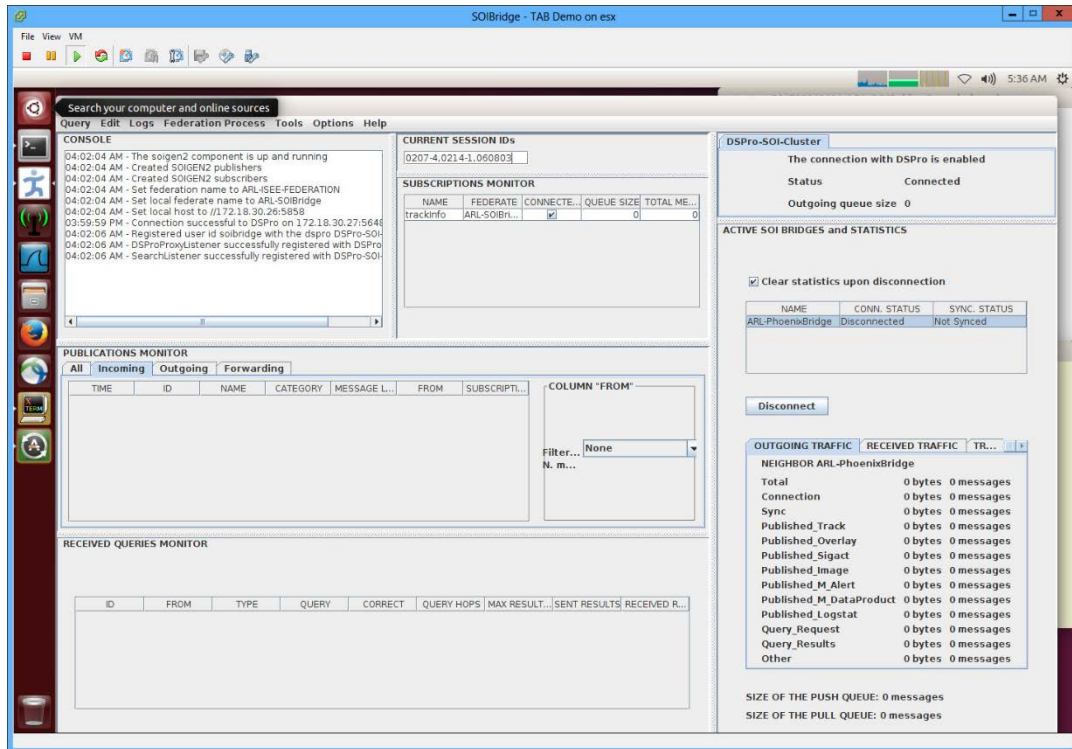 SOIBridge - TAB Demo on esx
File View VM
5:36 AM
Search your computer and online sources
Query Edit Logs Federation Process Tools Options Help
CONSOLE
04:02:04 AM - The soigen2 component is up and running
04:02:04 AM - Created SOIGEN2 publishers
04:02:04 AM - Created SOIGEN2 subscribers
04:02:04 AM - Set federation name to ARL-ISEE-FEDERATION
04:02:04 AM - Set local federate name to ARL-SOIBridge
04:02:04 AM - Set local host to //172.18.30.26:5858
03:59:59 PM - Connection successful to DSPro on 172.18.30.27:5648
04:02:06 AM - Registered user id soibridge with the dspro DSPro-SOI-
04:02:06 AM - DSProProxyListener successfully registered with DSPro
04:02:06 AM - SearchListener successfully registered with DSPro-SOI-
CURRENT SESSION IDs
0207-4.0214-1.060803
SUBSCRIPTIONS MONITOR
NAME FEDERATE CONNECTE... QUEUE SIZE TOTAL ME...
trackInfo ARL-SOIBri... 0 0
PUBLICATIONS MONITOR
All Incoming Outgoing Forwarding
TIME ID NAME CATEGORY MESSAGE L... FROM SUBSCRIPTI...
COLUMN "FROM"
Filter... None
N. m...
RECEIVED QUERIES MONITOR
ID FROM TYPE QUERY CORRECT QUERY HOPS MAX RESULT... SENT RESULTS RECEIVED R...
DSPro-SOI-Cluster
The connection with DSPro is enabled
Status Connected
Outgoing queue size 0
ACTIVE SOI BRIDGES and STATISTICS
Clear statistics upon disconnection
NAME CONN. STATUS SYNC. STATUS
ARL-PhoenixBridge Disconnected Not Synced
Disconnect
OUTGOING TRAFFIC RECEIVED TRAFFIC TR...
NEIGHBOR ARL-PhoenixBridge
Total 0 bytes 0 messages
Connection 0 bytes 0 messages
Sync 0 bytes 0 messages
Published_Track 0 bytes 0 messages
Published_Overlay 0 bytes 0 messages
Published_Sigact 0 bytes 0 messages
Published_Image 0 bytes 0 messages
Published_M_Alert 0 bytes 0 messages
Published_M_DataProduct 0 bytes 0 messages
Published_Logstat 0 bytes 0 messages
Query_Request 0 bytes 0 messages
Query_Results 0 bytes 0 messages
Other 0 bytes 0 messages
SIZE OF THE PUSH QUEUE: 0 messages
SIZE OF THE PULL QUEUE: 0 messages
TERM